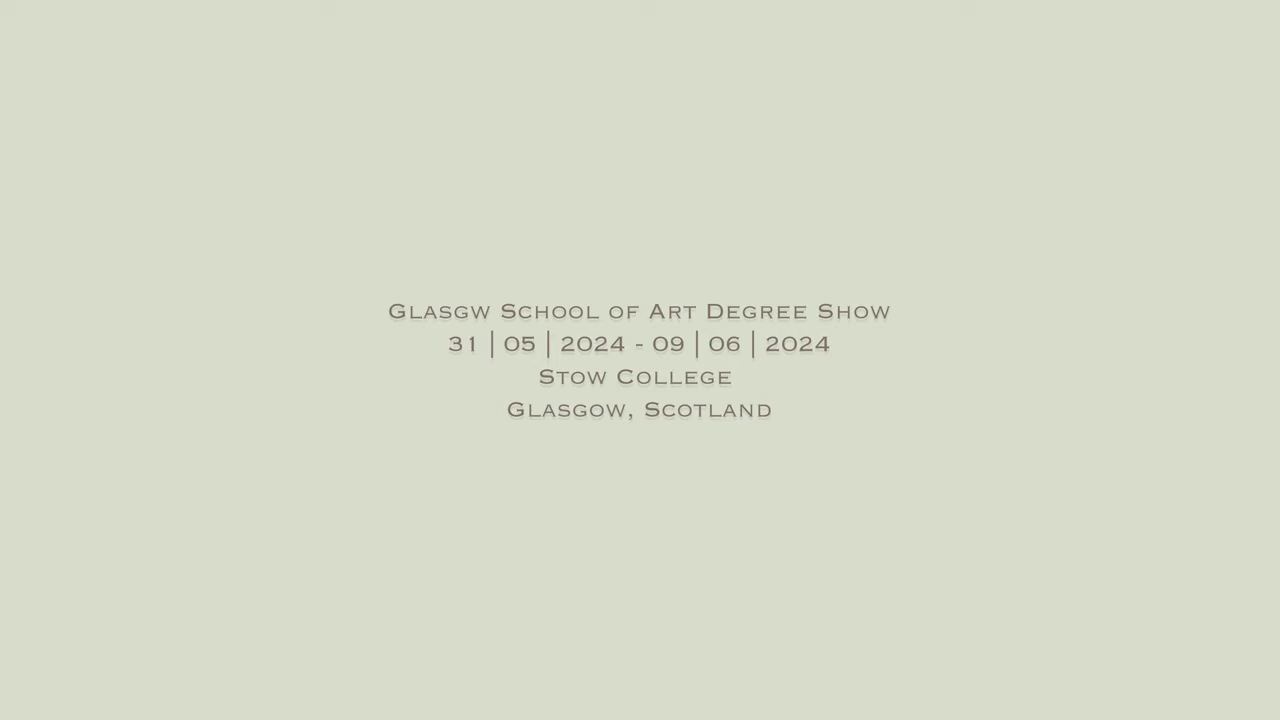 Glasgw School of Art Degree Show
31 | 05 | 2024 - 09 | 06 | 2024
Stow College
Glasgow, Scotland